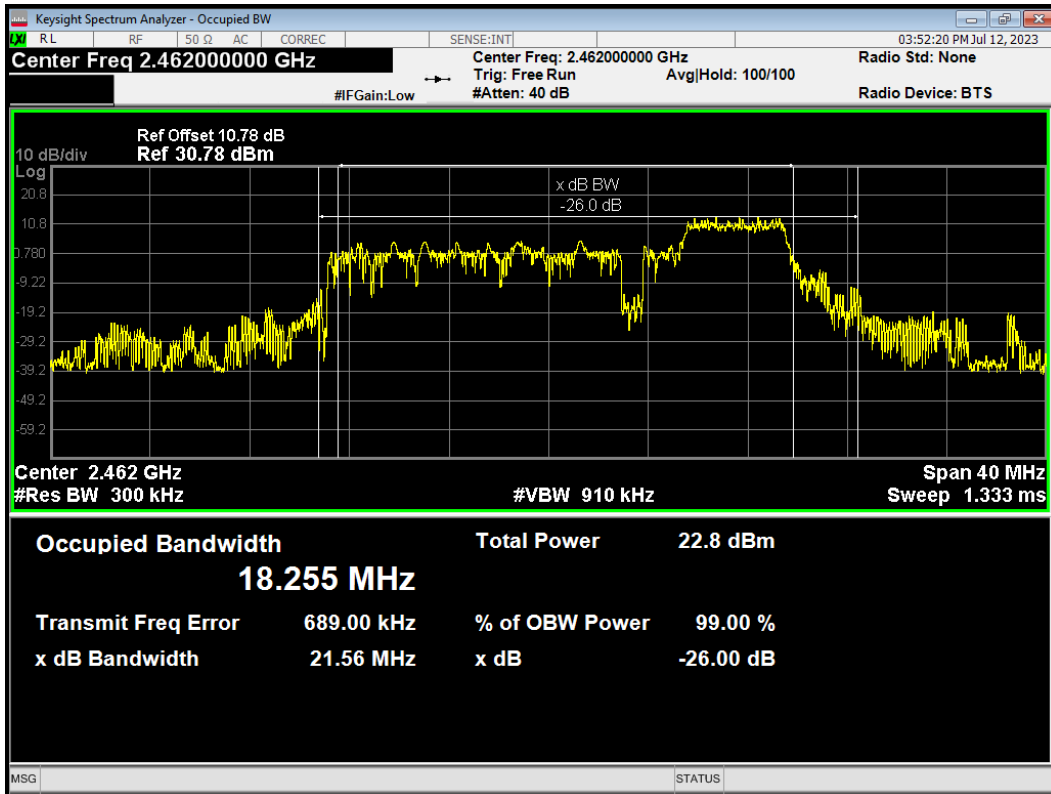 Keysight Spectrum Analyzer - Occupied BW
LXI RL RF 50 Ω AC CORREC SENSE:INT 03:52:20 PM Jul 12, 2023
Center Freq 2.462000000 GHz
Center Freq: 2.462000000 GHz
Radio Std: None
Trig: Free Run
Avg|Hold: 100/100
#IFGain:Low
#Atten: 40 dB
Radio Device: BTS
Ref Offset 10.78 dB
10 dB/div
Ref 30.78 dBm
Log
x dB BW
-26.0 dB
20.8
10.8
0.780
-9.22
-19.2
-29.2
-39.2
-49.2
-59.2
Center 2.462 GHz
Span 40 MHz
#Res BW 300 kHz
#VBW 910 kHz
Sweep 1.333 ms
Occupied Bandwidth
18.255 MHz
Total Power 22.8 dBm
Transmit Freq Error 689.00 kHz
% of OBW Power 99.00 %
x dB Bandwidth 21.56 MHz
x dB -26.00 dB
MSG
STATUS